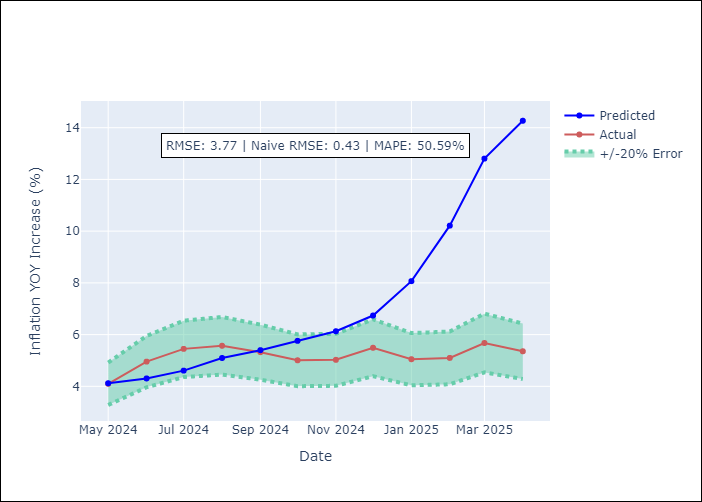 RMSE: 3.77 | Naive RMSE: 0.43 | MAPE: 50.59%
Predicted
Actual
+/-20% Error
Inflation YOY Increase (%)
14
12
10
8
6
4
May 2024
Jul 2024
Sep 2024
Nov 2024
Jan 2025
Mar 2025
Date